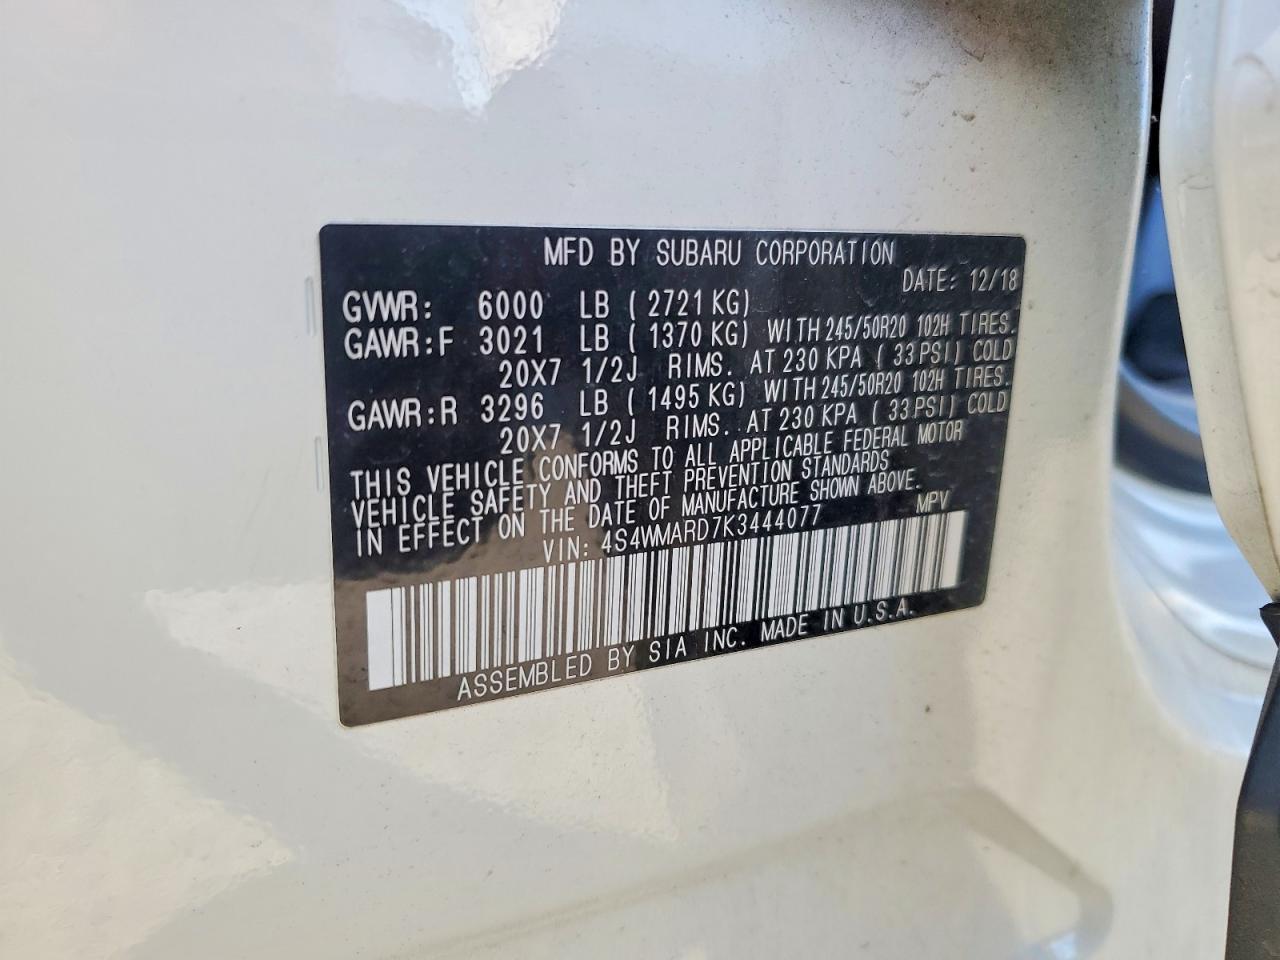 MFD BY SUBARU CORPORATION
DATE: 12/18
GVWR: 6000 LB (2721 KG)
GAWR:F 3021 LB (1370 KG) WITH 245/50R20 102H TIRES.
20X7 1/2J RIMS. AT 230 KPA (33 PSI) COLD
GAWR:R 3296 LB (1495 KG) WITH 245/50R20 102H TIRES.
20X7 1/2J RIMS. AT 230 KPA (33 PSI) COLD
THIS VEHICLE CONFORMS TO ALL APPLICABLE FEDERAL MOTOR
VEHICLE SAFETY AND THEFT PREVENTION STANDARDS
IN EFFECT ON THE DATE OF MANUFACTURE SHOWN ABOVE.
VIN: 4S4WMARD7K3444077 MPV
ASSEMBLED BY SIA INC. MADE IN U.S.A.